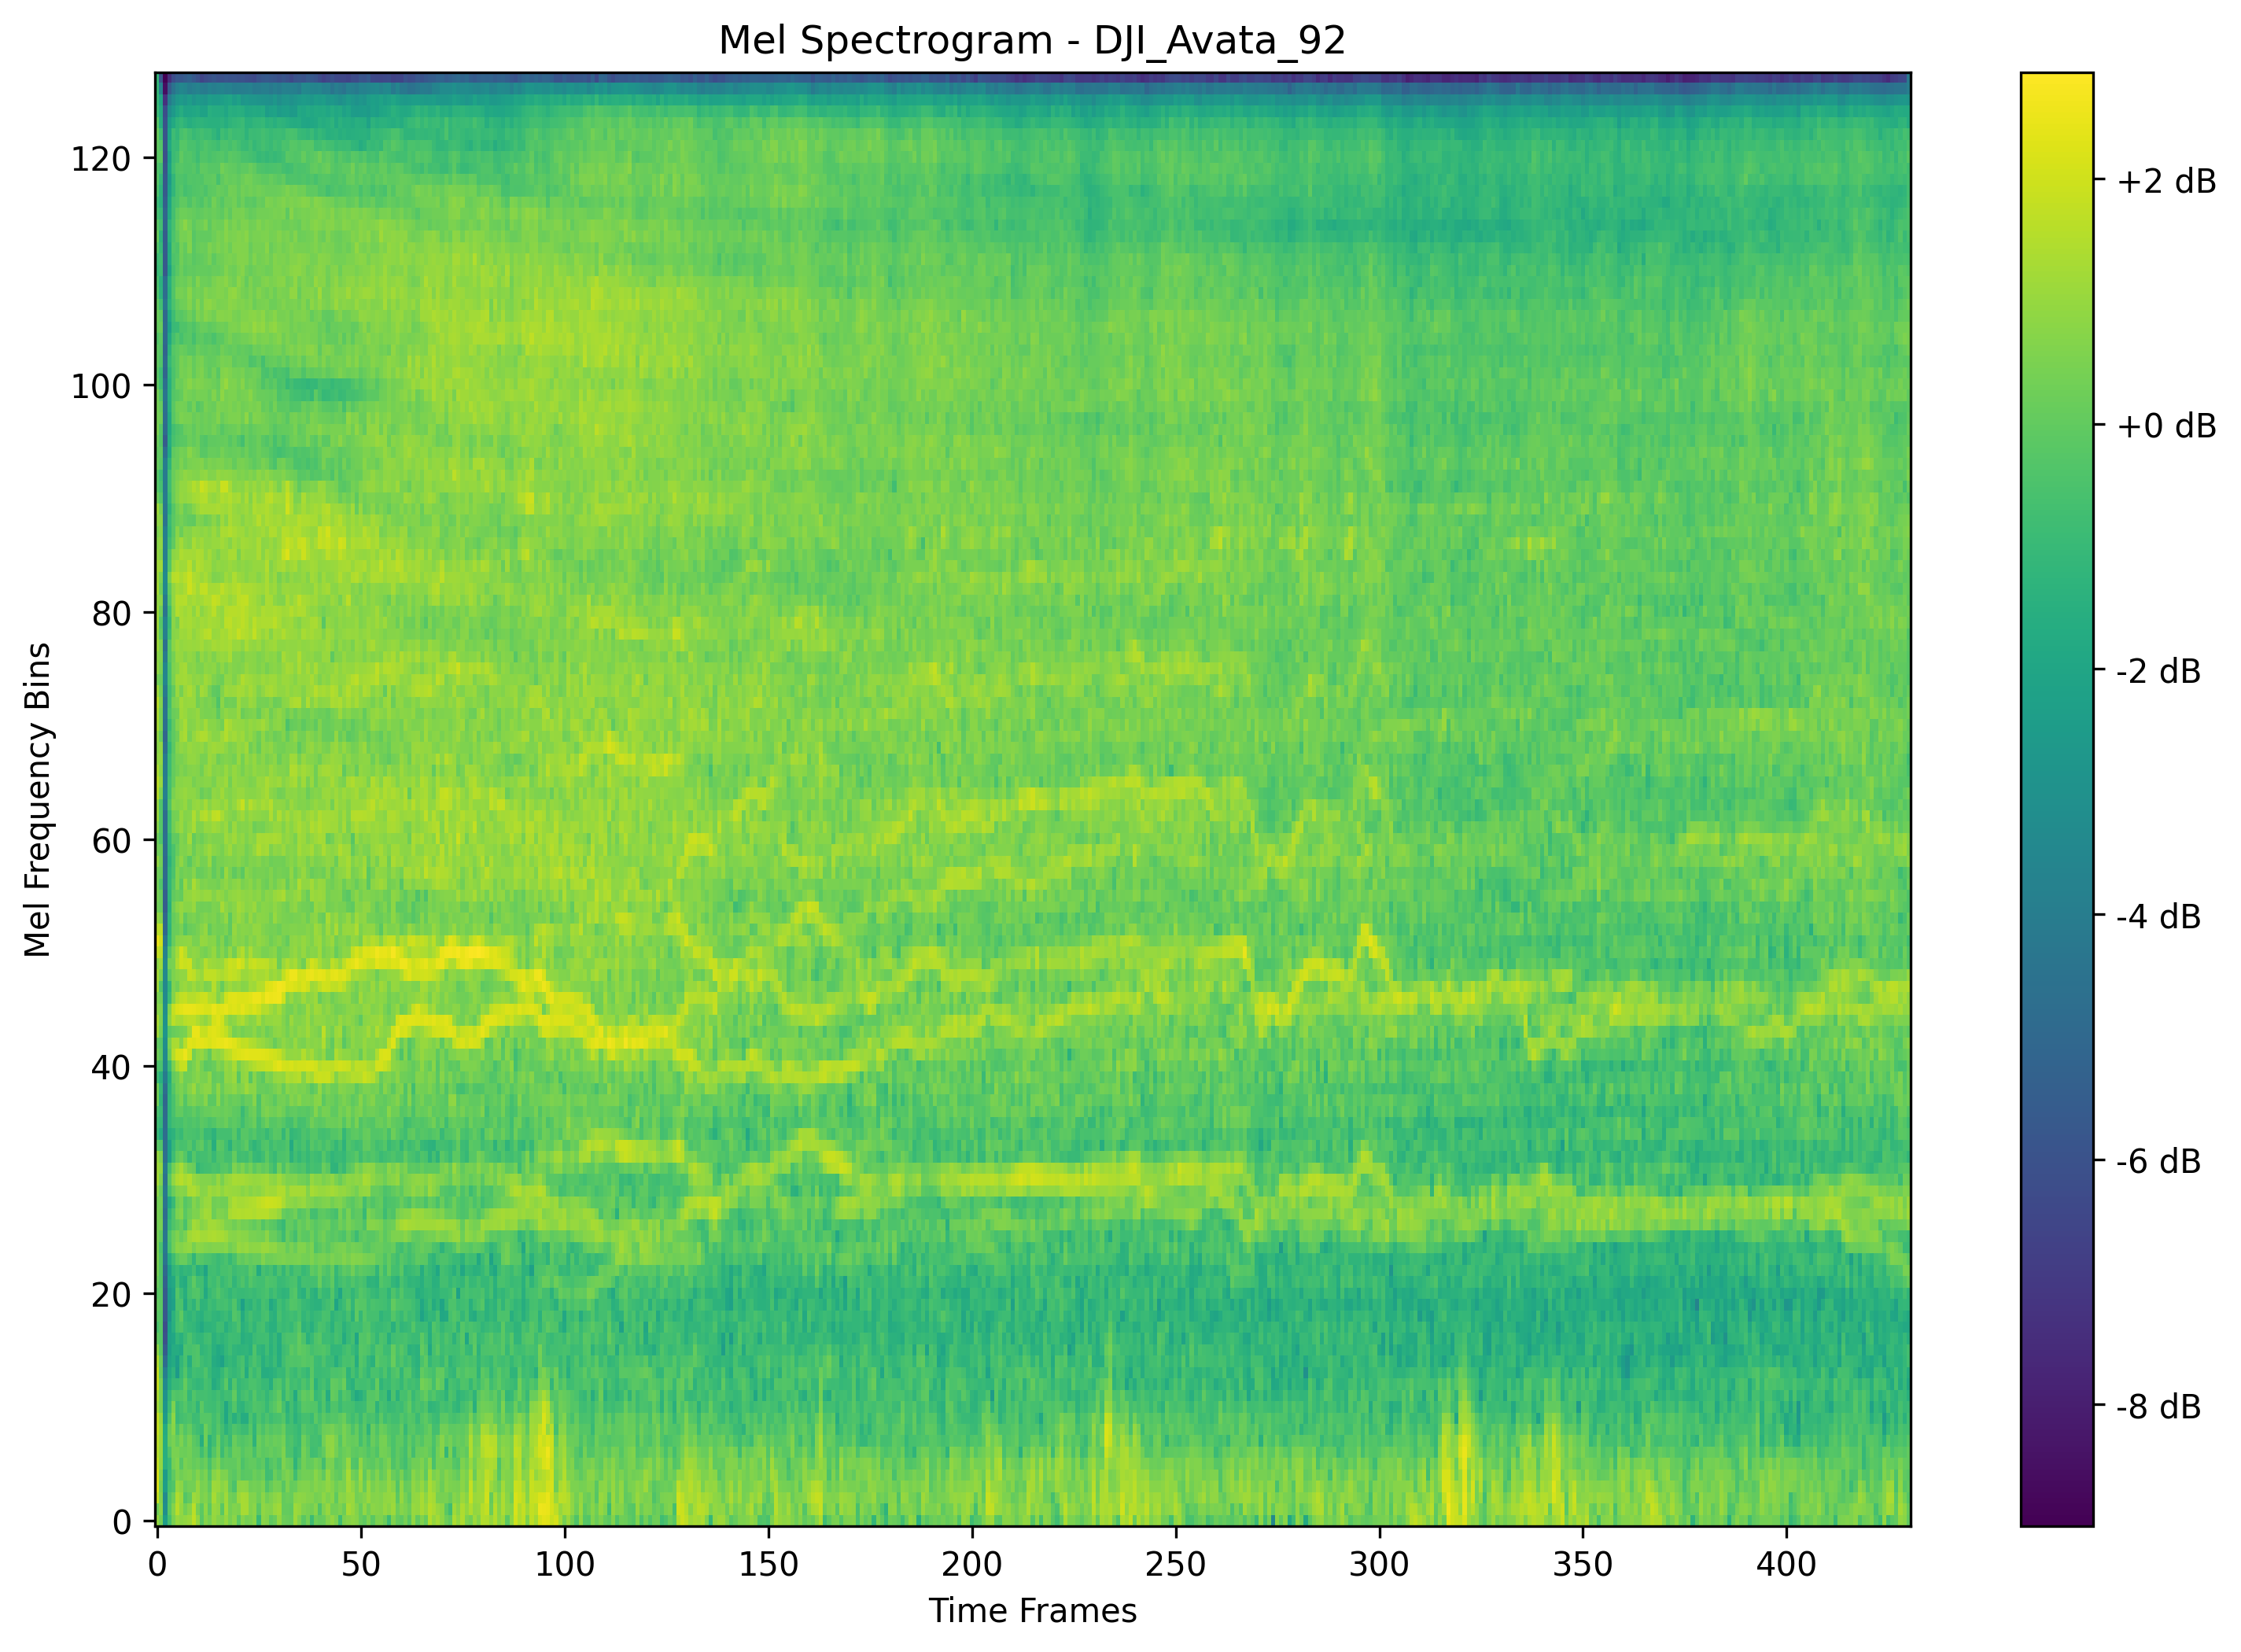 Mel Spectrogram - DJI_Avata_92
Mel Frequency Bins
120
100
80
60
40
20
0
0 50 100 150 200 250 300 350 400
Time Frames
+2 dB
+0 dB
-2 dB
-4 dB
-6 dB
-8 dB